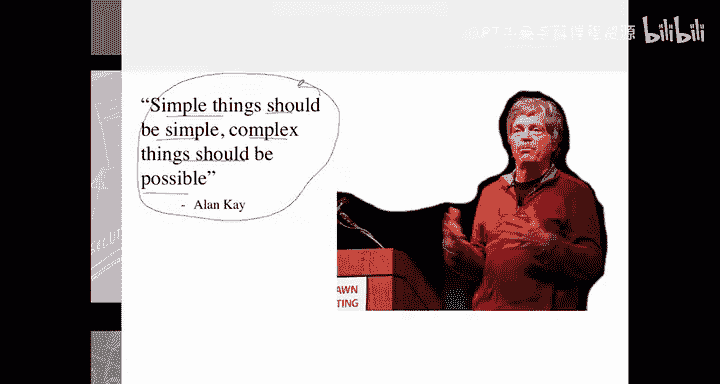 bilibili
“Simple things should
be simple, complex
things should be
possible”
- Alan Kay
AWN
TING